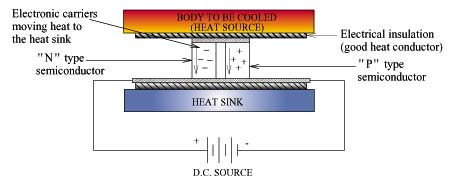 Electronic carriers
moving heat to
the heat sink
BODY TO BE COOLED
(HEAT SOURCE)
Electrical insulation
(good heat conductor)
"N" type
semiconductor
- -
- -
-
+ +
+ +
+
"P" type
semiconductor
HEAT SINK
+ -
D.C. SOURCE